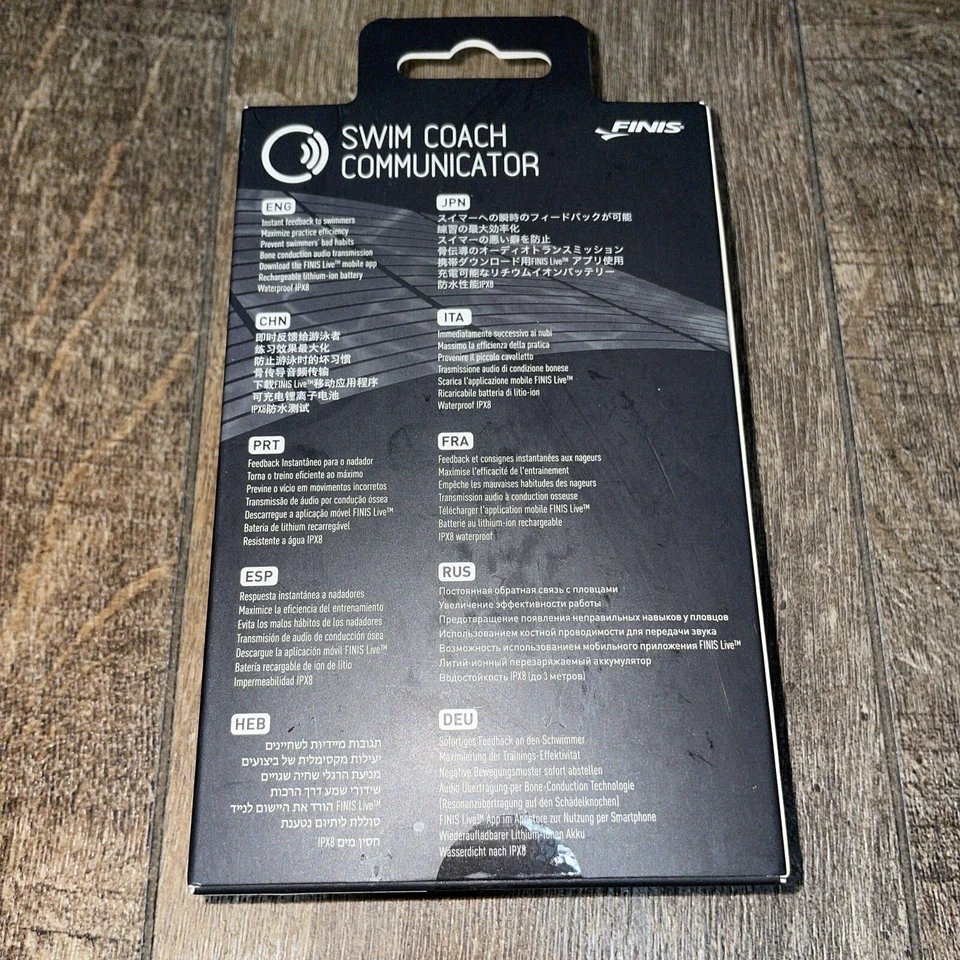 SWIM COACH
COMMUNICATOR
FINIS
ENG
Instant feedback to swimmers
Maximize practice efficiency
Prevent swimmers' bad habits
Bone conduction audio transmission
Download the FINIS Live™ mobile app
Rechargeable lithium-ion battery
Waterproof IPX8
JPN
スイマーへの瞬時のフィードバックが可能
練習の最大効率化
スイマーの悪い癖を防止
骨伝導のオーディオトランスミッション
携帯ダウンロード用FINIS Live™ アプリ使用
充電可能なリチウムイオンバッテリー
防水性能IPX8
CHN
即时反馈给游泳者
练习效果最大化
防止游泳时的坏习惯
骨传导音频传输
下载FINIS Live™移动应用程序
可充电锂离子电池
IPX8防水测试
ITA
Immediatamente successivo ai nubi
Massimo la efficienza della pratica
Prevenire il piccolo cavalletto
Trasmissione audio di condizione bonese
Scarica l'applicazione mobile FINIS Live™
Ricaricabile batteria di litio-ion
Waterproof IPX8
PRT
Feedback Instantâneo para o nadador
Torna o treino eficiente ao máximo
Previne o vício em movimentos incorretos
Transmissão de áudio por condução óssea
Descarregue a aplicação móvel FINIS Live™
Bateria de lithium recarregável
Resistente a água IPX8
FRA
Feedback et consignes instantanées aux nageurs
Maximise l'efficacité de l'entrainement
Empêche les mauvaises habitudes des nageurs
Transmission audio à conduction osseuse
Télécharger l'application mobile FINIS Live™
Batterie au lithium-ion rechargeable
IPX8 waterproof
ESP
Respuesta instantánea a nadadores
Maximice la eficiencia del entrenamiento
Evita los malos hábitos de los nadadores
Transmisión de audio de conducción ósea
Descargue la aplicación móvil FINIS Live™
Batería recargable de ion de litio
Impermeabilidad IPX8
RUS
Постоянная обратная связь с пловцами
Увеличение эффективности работы
Предотвращение появления неправильных навыков у пловцов
Использованием костной проводимости для передачи звука
Возможность использованием мобильного приложения FINIS Live™
Литий-ионный перезаряжаемый аккумулятор
Водостойкость IPX8 (до 3 метров)
HEB
תגובות מיידיות לשחיינים
יעילות מקסימלית של ביצועים
מניעת הרגלי שחיה שגויים
שידורי שמע דרך הרכות
FINIS Live™ הורד את היישום לנייד
סוללת ליתיום נטענת
חסין מים IPX8
DEU
Sofortiges Feedback an den Schwimmer
Maximierung der Trainings-Effektivität
Negative Bewegungsmuster sofort abstellen
Audio Übertragung per Bone-Conduction Technologie
(Resonanzübertragung auf den Schädelknochen)
FINIS Live™ App im Appstore zur Nutzung per Smartphone
Wiederaufladbarer Lithium-Ionen Akku
Wasserdicht nach IPX8